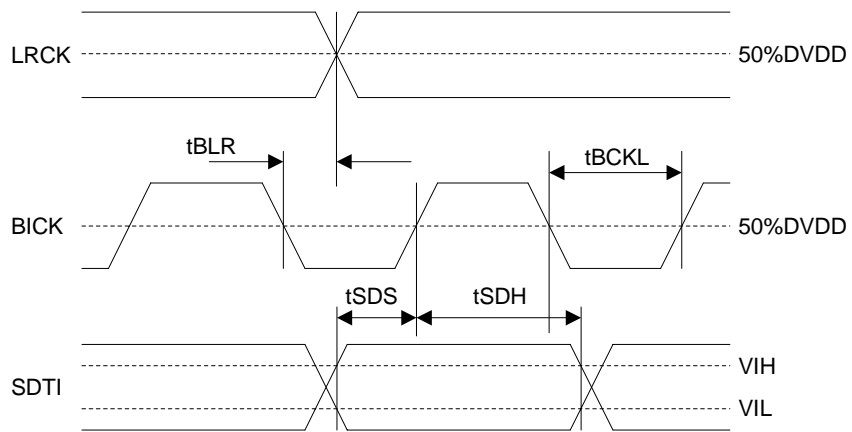 LRCK
50%DVDD
tBLR
tBCKL
BICK
50%DVDD
tSDS
tSDH
VIH
SDTI
VIL